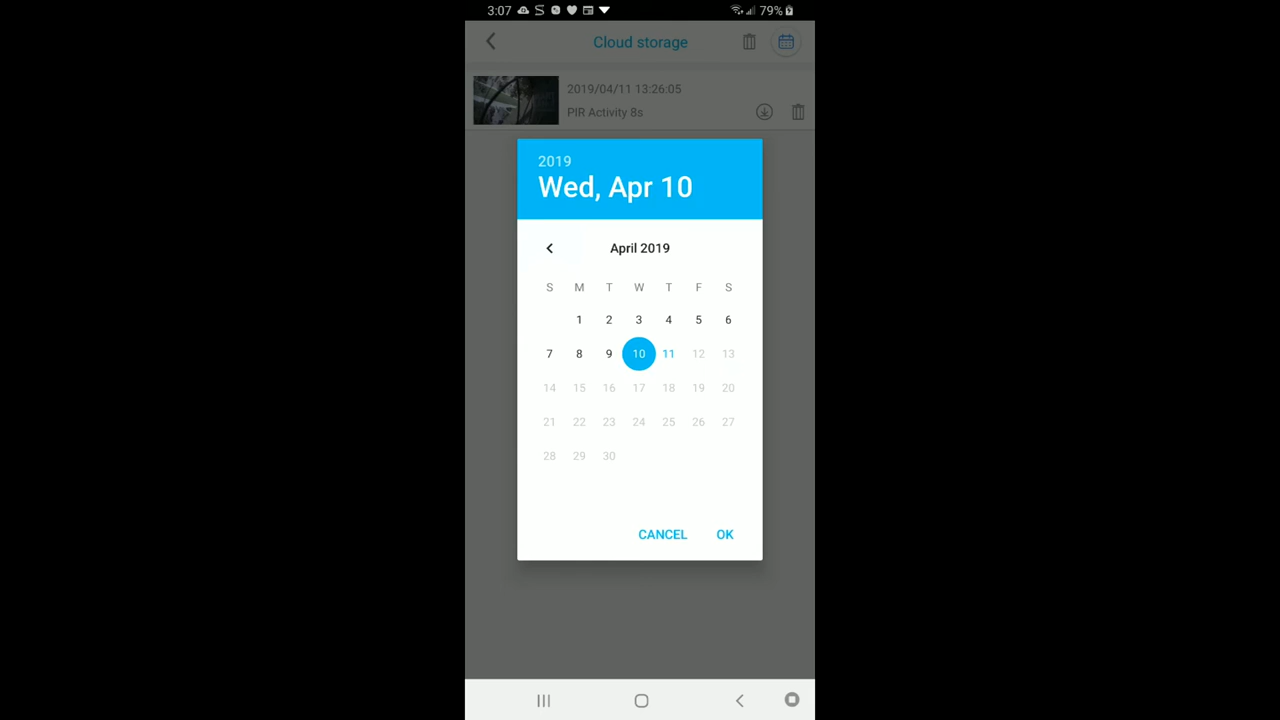 3:07 79%
Cloud storage
2019/04/11 13:26:05
PIR Activity 8s
2019
Wed, Apr 10
April 2019
S M T W T F S
1 2 3 4 5 6
7 8 9 10 11 12 13
14 15 16 17 18 19 20
21 22 23 24 25 26 27
28 29 30
CANCEL OK